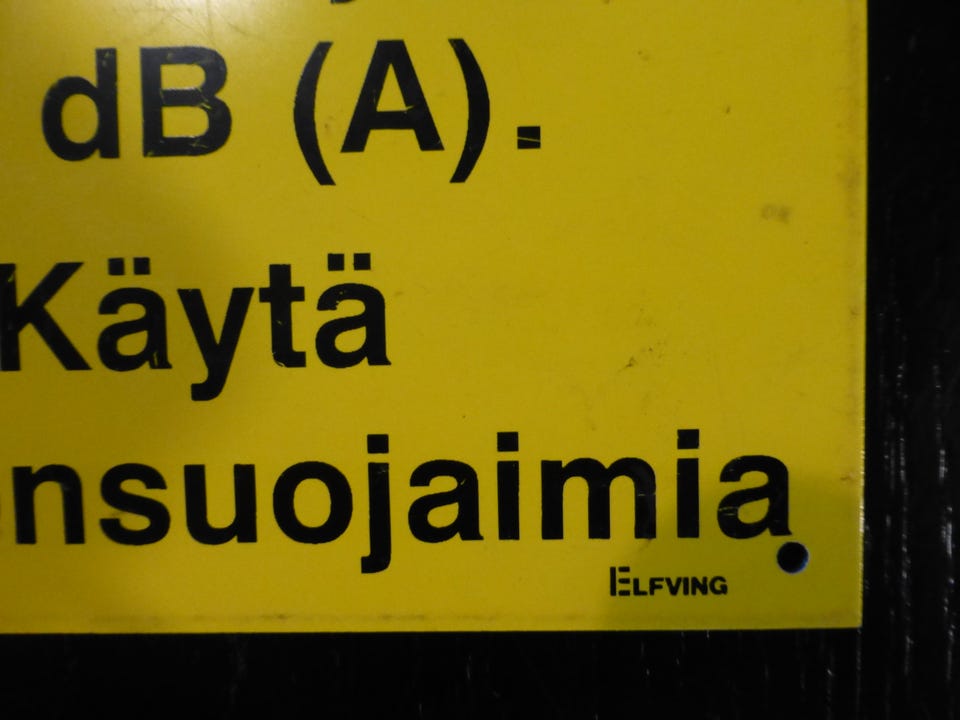 dB (A).
Käytä
nsuojaimia
ELFVING